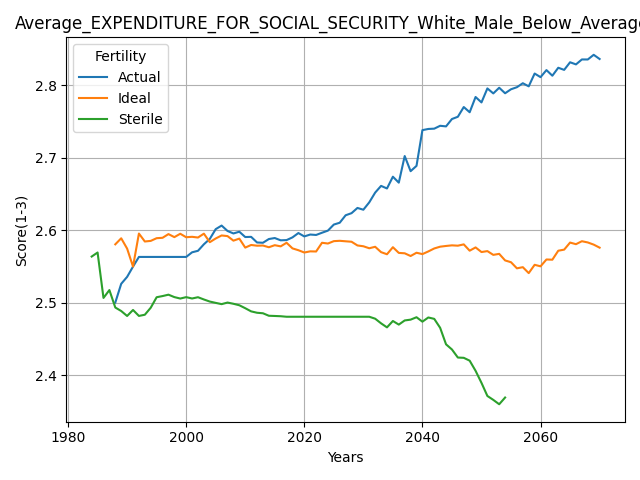 Average_EXPENDITURE_FOR_SOCIAL_SECURITY_White_Male_Below_Average
Fertility
Actual
Ideal
Sterile
Score(1-3)
2.8
2.7
2.6
2.5
2.4
1980 2000 2020 2040 2060
Years